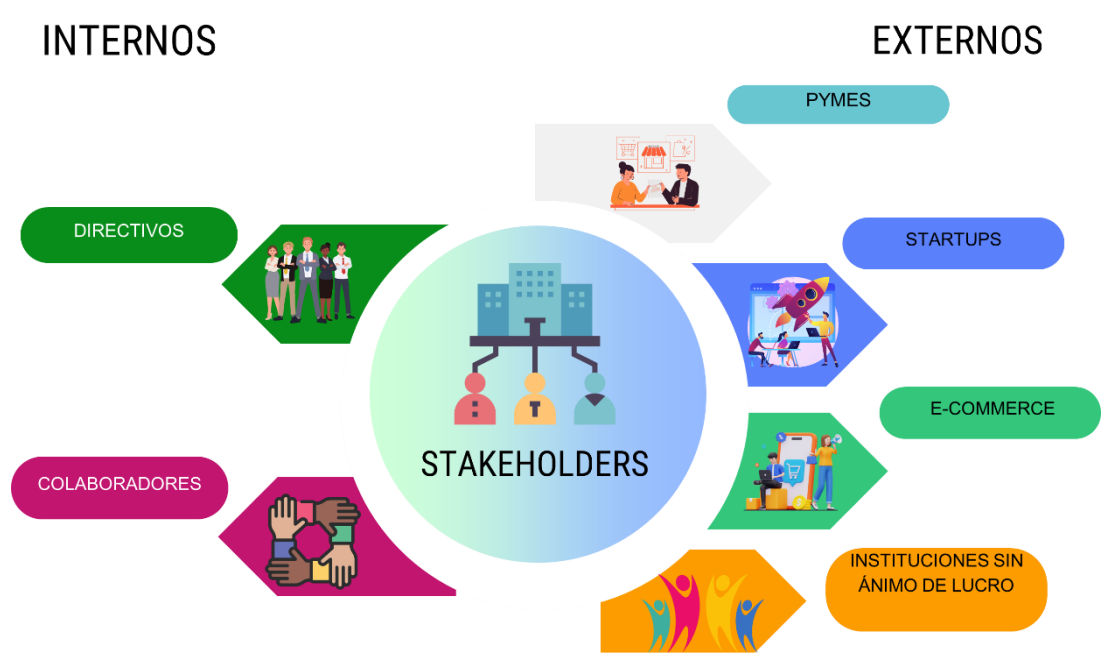 INTERNOS
EXTERNOS
PYMES
DIRECTIVOS
STARTUPS
E-COMMERCE
STAKEHOLDERS
COLABORADORES
INSTITUCIONES SIN
ÁNIMO DE LUCRO